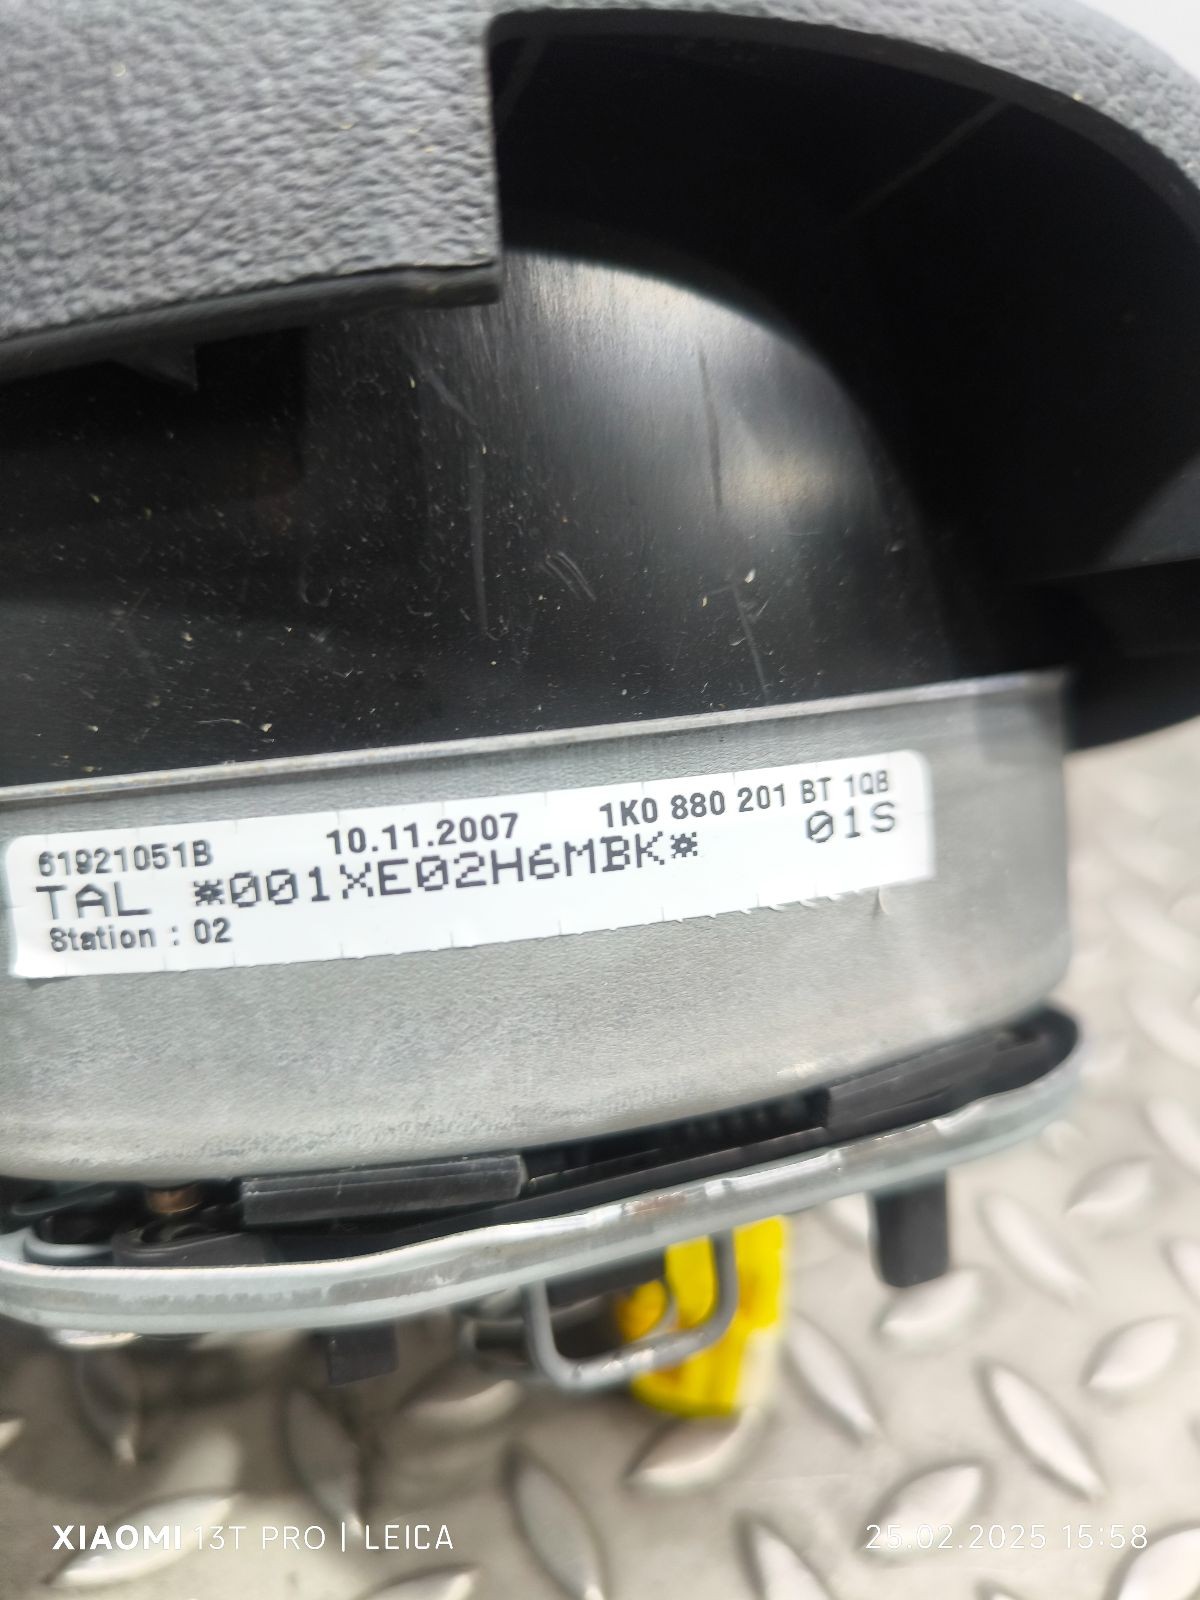 61921051B 10.11.2007 1K0 880 201 BT 1QB
TAL *001XE02H6MBK* 01S
Station : 02
XIAOMI 13T PRO | LEICA 25.02.2025 15:58